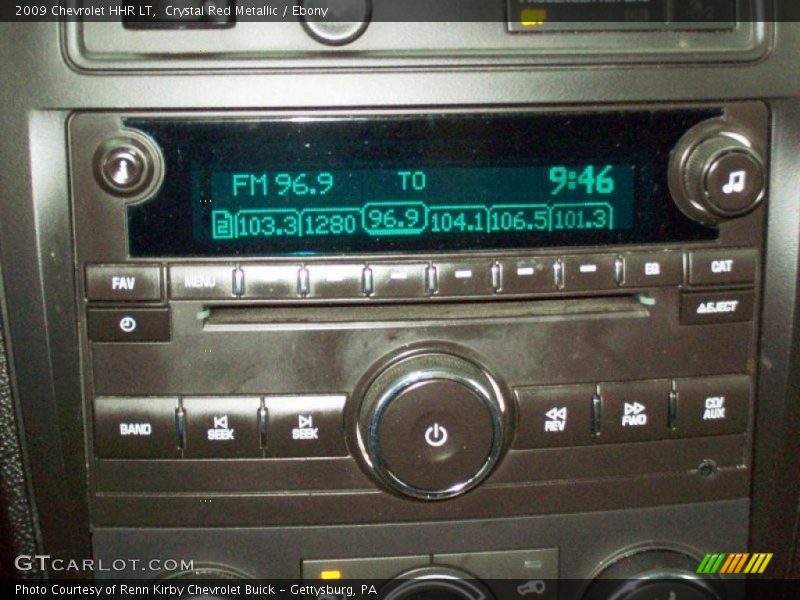 2009 Chevrolet HHR LT, Crystal Red Metallic / Ebony
FM 96.9 TO 9:46
2 103.3 1280 96.9 104.1 106.5 101.3
FAV MENU CAT
EJECT
BAND SEEK SEEK REV FWD CD/AUX
GTCARLOT.COM
Photo Courtesy of Renn Kirby Chevrolet Buick - Gettysburg, PA